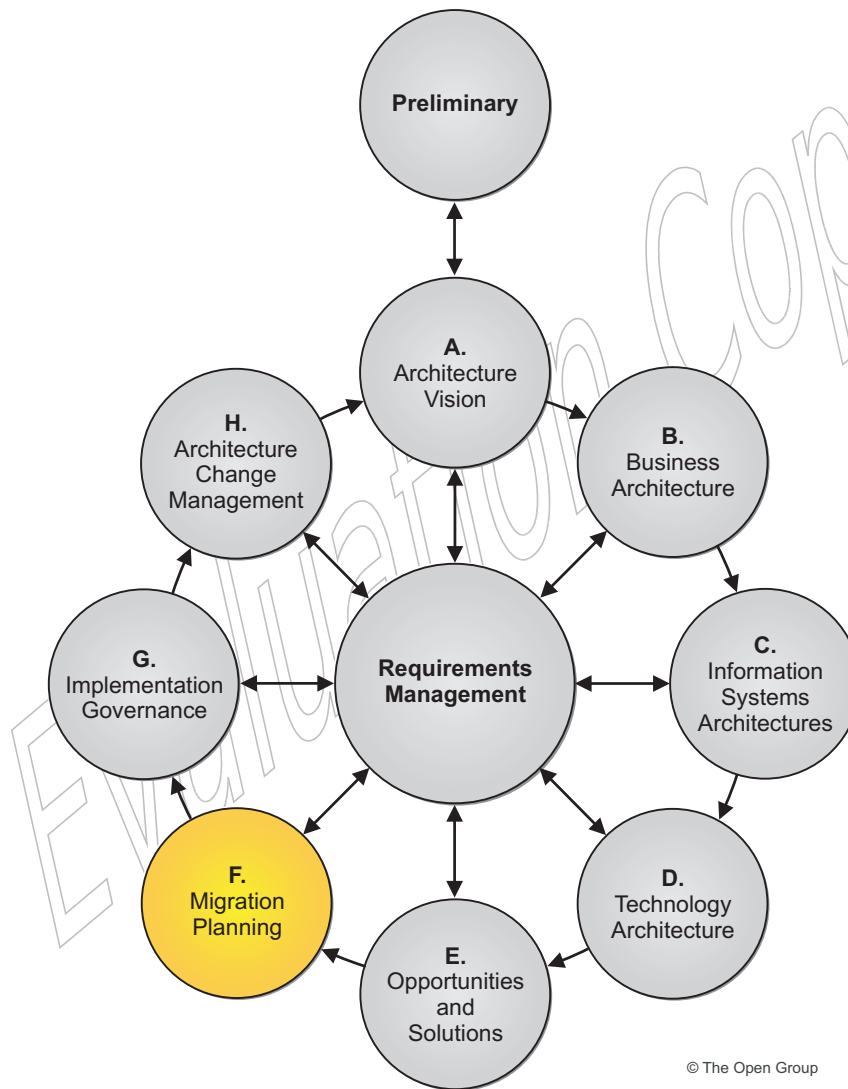 Preliminary
A.
Architecture
Vision
B.
Business
Architecture
H.
Architecture
Change
Management
C.
Information
Systems
Architectures
Requirements
Management
G.
Implementation
Governance
D.
Technology
Architecture
F.
Migration
Planning
E.
Opportunities
and
Solutions
© The Open Group
Evaluation Cop